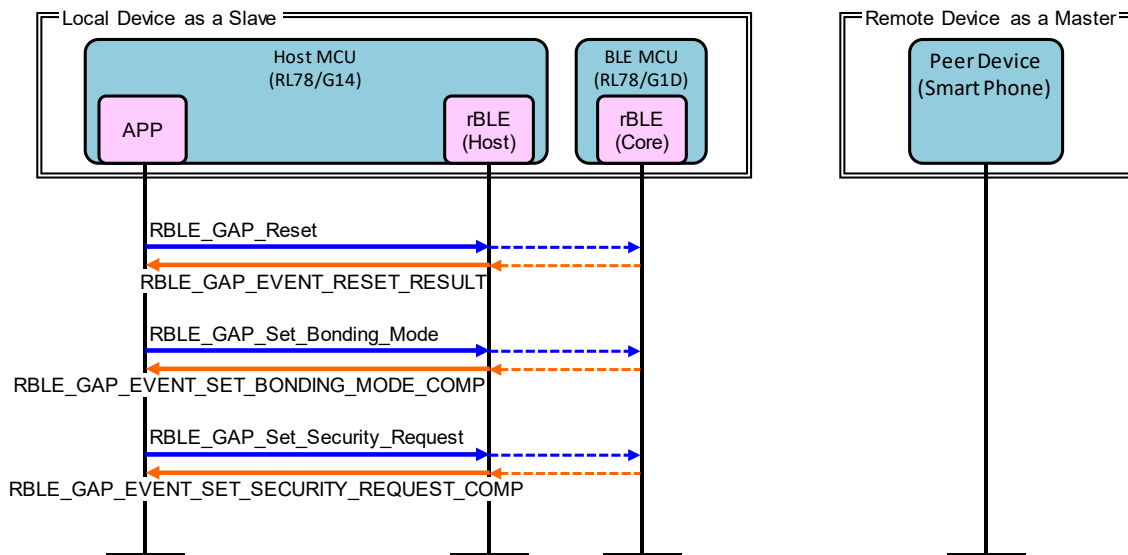 Local Device as a Slave
Remote Device as a Master
Host MCU
(RL78/G14)
BLE MCU
(RL78/G1D)
Peer Device
(Smart Phone)
APP
rBLE
(Host)
rBLE
(Core)
RBLE_GAP_Reset
RBLE_GAP_EVENT_RESET_RESULT
RBLE_GAP_Set_Bonding_Mode
RBLE_GAP_EVENT_SET_BONDING_MODE_COMP
RBLE_GAP_Set_Security_Request
RBLE_GAP_EVENT_SET_SECURITY_REQUEST_COMP